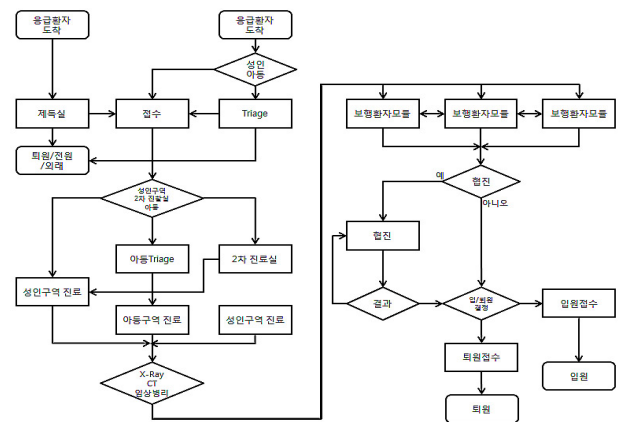 응급환자
도착
응급환자
도착
성인
아동
제독실
접수
Triage
퇴원/전원
/외래
성인구역
2차 진찰실
아동
아동Triage
2차 진료실
성인구역 진료
아동구역 진료
성인구역 진료
X-Ray
CT
임상병리
보행환자모듈
보행환자모듈
보행환자모듈
협진
예
아니오
협진
결과
입/퇴원
결정
입원접수
퇴원접수
입원
퇴원